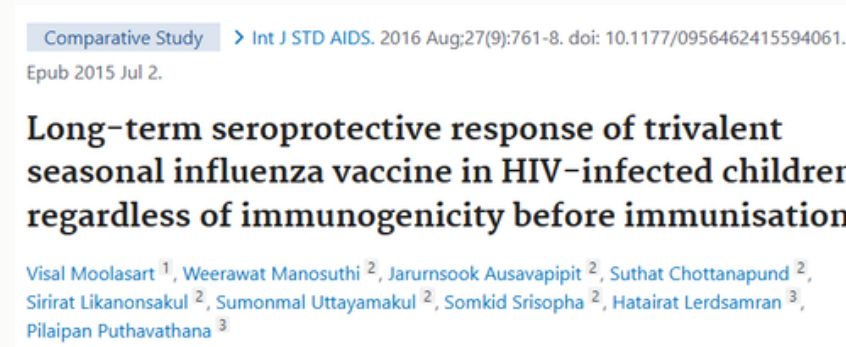 Comparative Study > Int J STD AIDS. 2016 Aug;27(9):761-8. doi: 10.1177/0956462415594061.
Epub 2015 Jul 2.
Long-term seroprotective response of trivalent
seasonal influenza vaccine in HIV-infected children
regardless of immunogenicity before immunisation
Visal Moolasart 1, Weerawat Manosuthi 2, Jarurnsook Ausavapipit 2, Suthat Chottanapund 2,
Sirirat Likanonsakul 2, Sumonmal Uttayamakul 2, Somkid Srisopha 2, Hatairat Lerdsamran 3,
Pilaipan Puthavathana 3